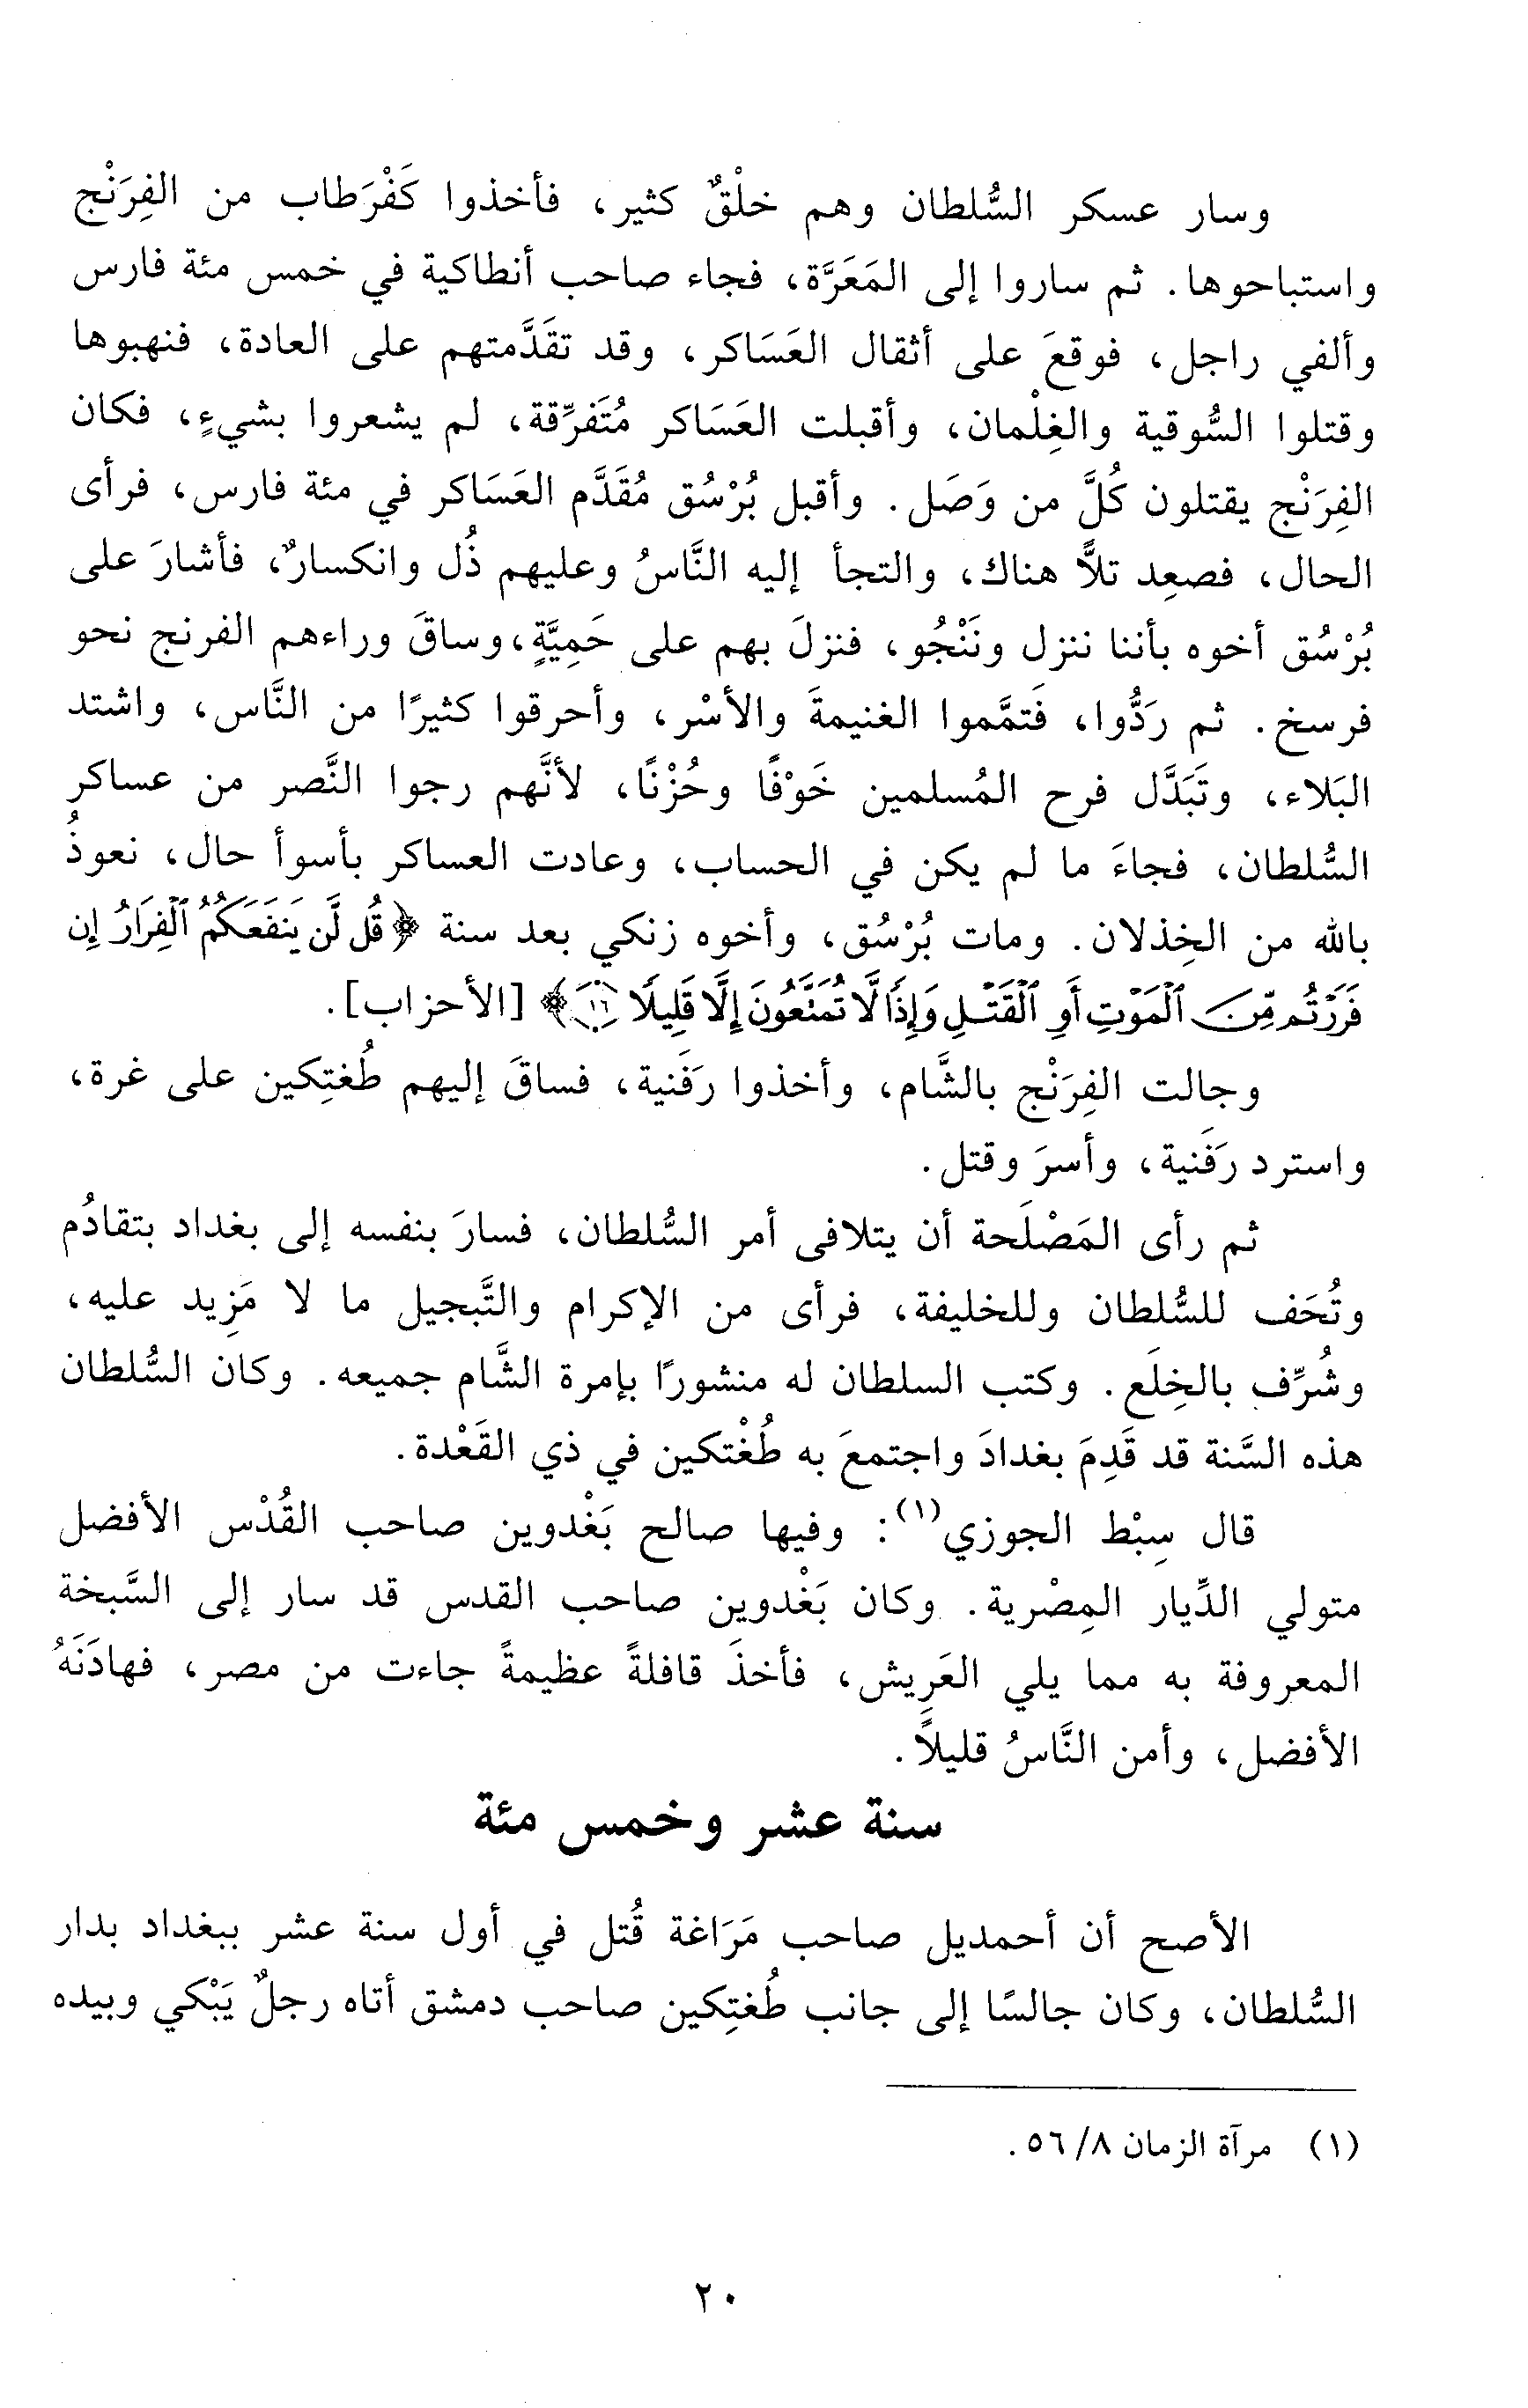 وسار عسكر السُّلطان وهم خلْقٌ كثير، فأخذوا كَفْرَطاب من الفِرَنْج
واستباحوها. ثم ساروا إلى المَعَرَّة، فجاء صاحب أنطاكية في خمس مئة فارس
وألفي راجل، فوقعَ على أثقال العَسَاكر، وقد تقَدَّمتهم على العادة، فنهبوها
وقتلوا السُّوقية والغِلْمان، وأقبلت العَسَاكر مُتَفرِّقة، لم يشعروا بشيءٍ، فكان
الفِرَنْج يقتلون كُلَّ من وَصَل. وأقبل بُرْسُق مُقَدَّم العَسَاكر في مئة فارس، فرأى
الحال، فصعِد تلاًّ هناك، والتجأ إليه النَّاسُ وعليهم ذُل وانكسارٌ، فأشارَ على
بُرْسُق أخوه بأننا ننزل ونَنْجُو، فنزلَ بهم على حَمِيَّةٍ، وساقَ وراءهم الفرنج نحو
فرسخ. ثم رَدُّوا، فَتمَّموا الغنيمةَ والأسْر، وأحرقوا كثيرًا من النَّاس، واشتد
البَلاء، وتَبَدَّل فرح المُسلمين خَوْفًا وحُزْنًا، لأنَّهم رجوا النَّصر من عساكر
السُّلطان، فجاءَ ما لم يكن في الحساب، وعادت العساكر بأسوأ حال، نعوذُ
بالله من الخِذلان. ومات بُرْسُق، وأخوه زنكي بعد سنة ﴿قُل لَّن يَنفَعَكُمُ ٱلْفِرَارُ إِن
فَرَرْتُم مِّنَ ٱلْمَوْتِ أَوِ ٱلْقَتْلِ وَإِذًا لَّا تُمَتَّعُونَ إِلَّا قَلِيلًا ١٦﴾ [الأحزاب].
وجالت الفِرَنْج بالشَّام، وأخذوا رَفَنية، فساقَ إليهم طُغتِكين على غرة،
واسترد رَفَنية، وأسرَ وقتل.
ثم رأى المَصْلَحة أن يتلافى أمر السُّلطان، فسارَ بنفسه إلى بغداد بتقادُم
وتُحَف للسُّلطان وللخليفة، فرأى من الإكرام والتَّبجيل ما لا مَزِيد عليه،
وشُرِّف بالخِلَع. وكتب السلطان له منشورًا بإمرة الشَّام جميعه. وكان السُّلطان
هذه السَّنة قد قَدِمَ بغدادَ واجتمعَ به طُغْتكين في ذي القَعْدة.
قال سِبْط الجوزي(١): وفيها صالح بَغْدوين صاحب القُدْس الأفضل
متولي الدِّيار المِصْرية. وكان بَغْدوين صاحب القدس قد سار إلى السَّبخة
المعروفة به مما يلي العَرِيش، فأخذَ قافلةً عظيمةً جاءت من مصر، فهادَنَهُ
الأفضل، وأمن النَّاسُ قليلاً.
سنة عشر وخمس مئة
الأصح أن أحمديل صاحب مَرَاغة قُتل في أول سنة عشر ببغداد بدار
السُّلطان، وكان جالسًا إلى جانب طُغتِكين صاحب دمشق أتاه رجلٌ يَبْكي وبيده
(١) مرآة الزمان ٨/ ٥٦.
٢٠